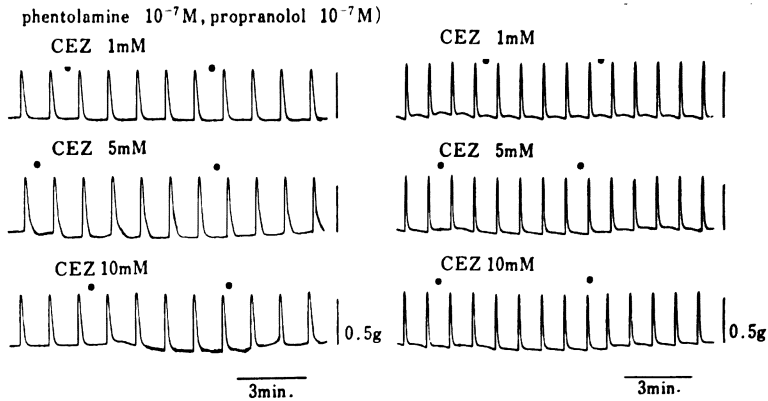 phentolamine 10⁻⁷M, propranolol 10⁻⁷M)
CEZ 1mM
CEZ 5mM
CEZ 10mM
0.5g
3min.
CEZ 1mM
CEZ 5mM
CEZ 10mM
0.5g
3min.